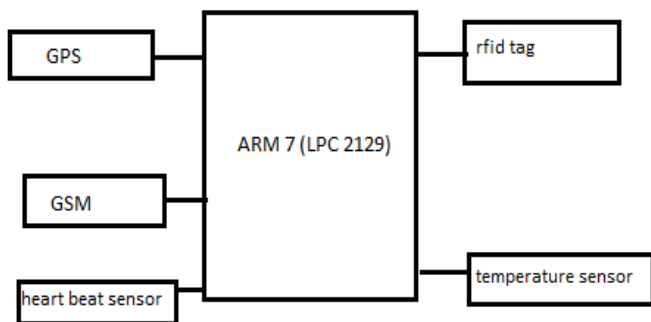 GPS
rfid tag
ARM 7 (LPC 2129)
GSM
heart beat sensor
temperature sensor